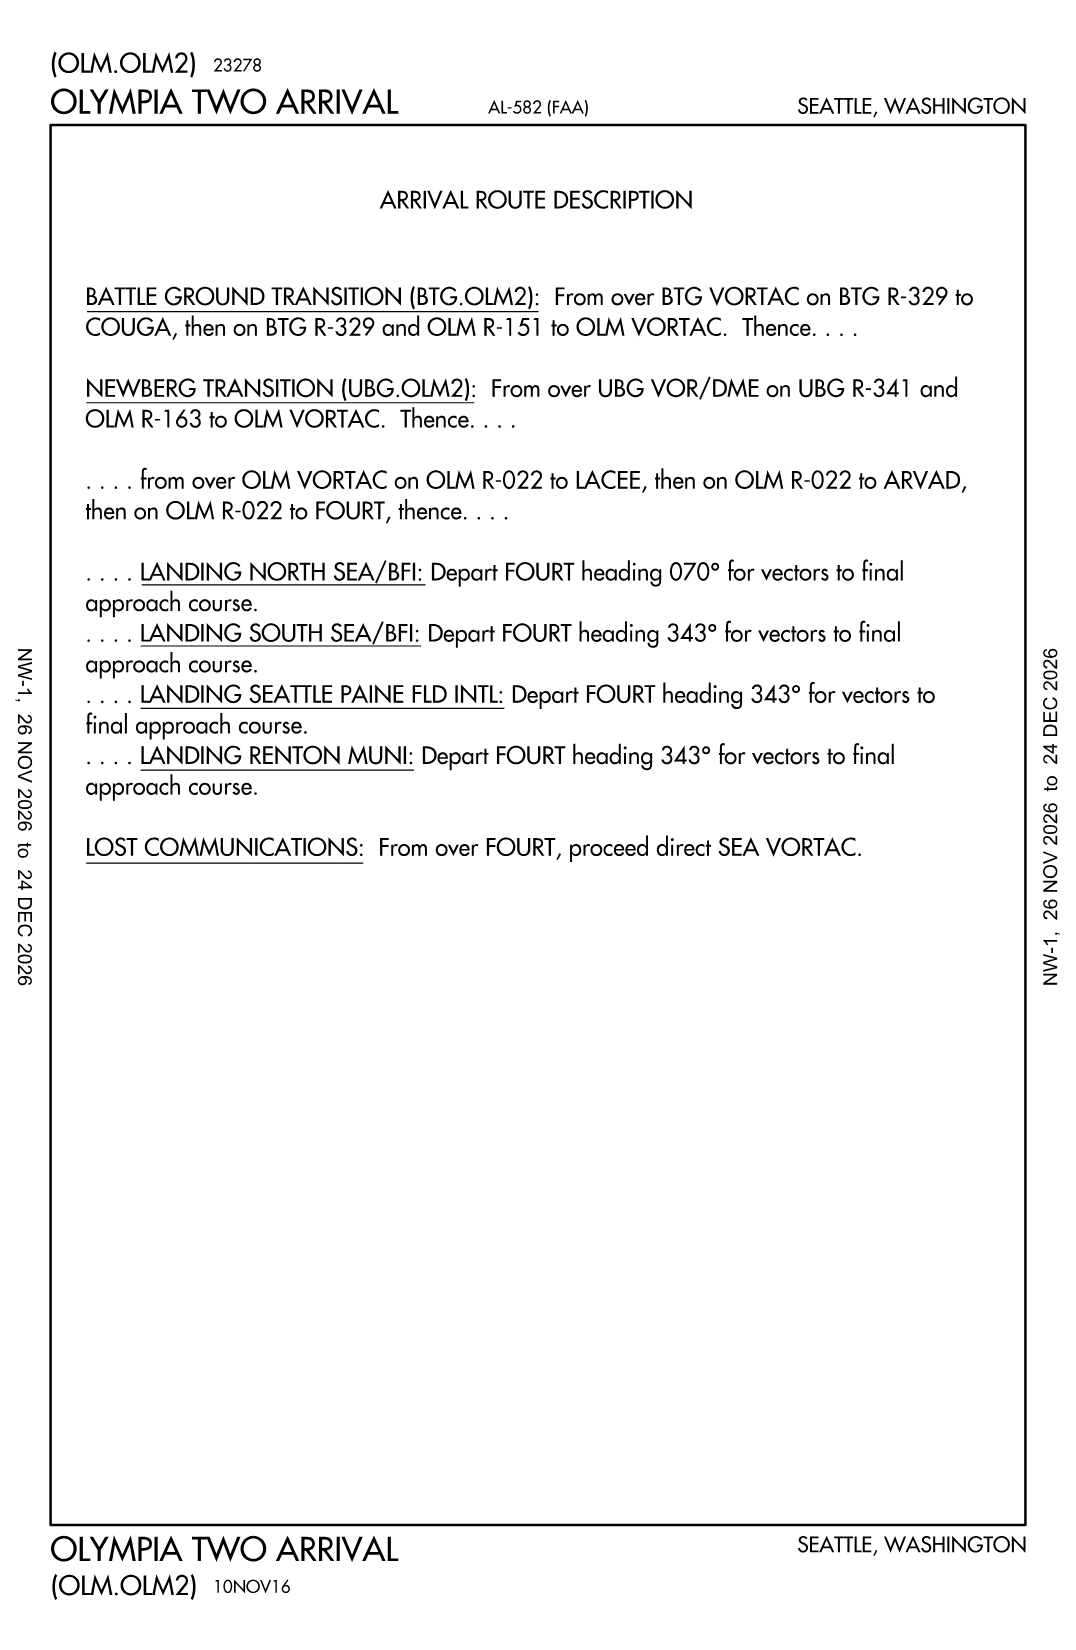 (OLM.OLM2) 23278
OLYMPIA TWO ARRIVAL AL-582 (FAA) SEATTLE, WASHINGTON
ARRIVAL ROUTE DESCRIPTION
BATTLE GROUND TRANSITION (BTG.OLM2): From over BTG VORTAC on BTG R-329 to
COUGA, then on BTG R-329 and OLM R-151 to OLM VORTAC. Thence. . . .
NEWBERG TRANSITION (UBG.OLM2): From over UBG VOR/DME on UBG R-341 and
OLM R-163 to OLM VORTAC. Thence. . . .
. . . . from over OLM VORTAC on OLM R-022 to LACEE, then on OLM R-022 to ARVAD,
then on OLM R-022 to FOURT, thence. . . .
. . . . LANDING NORTH SEA/BFI: Depart FOURT heading 070° for vectors to final
approach course.
. . . . LANDING SOUTH SEA/BFI: Depart FOURT heading 343° for vectors to final
approach course.
. . . . LANDING SEATTLE PAINE FLD INTL: Depart FOURT heading 343° for vectors to
final approach course.
. . . . LANDING RENTON MUNI: Depart FOURT heading 343° for vectors to final
approach course.
LOST COMMUNICATIONS: From over FOURT, proceed direct SEA VORTAC.
NW-1, 26 NOV 2026 to 24 DEC 2026
NW-1, 26 NOV 2026 to 24 DEC 2026
OLYMPIA TWO ARRIVAL SEATTLE, WASHINGTON
(OLM.OLM2) 10NOV16